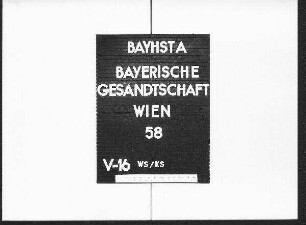 BAYHSTA
BAYERISCHE
GESANDTSCHAFT
WIEN
58
V-16 WS/KS